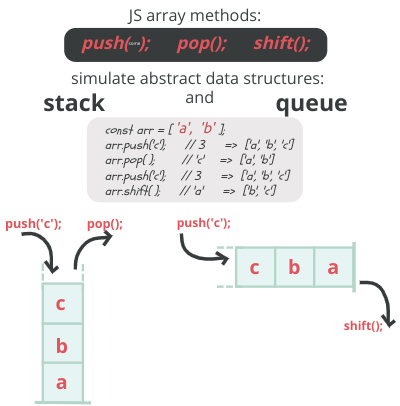 JS array methods:
push(some); pop(); shift();
simulate abstract data structures:
stack and queue
const arr = [ 'a', 'b' ];
arr.push('c'); // 3 => ['a', 'b', 'c']
arr.pop( ); // 'c' => ['a', 'b']
arr.push('c'); // 3 => ['a', 'b', 'c']
arr.shift( ); // 'a' => ['b', 'c']
push('c'); pop();
c
b
a
push('c');
c b a
shift();